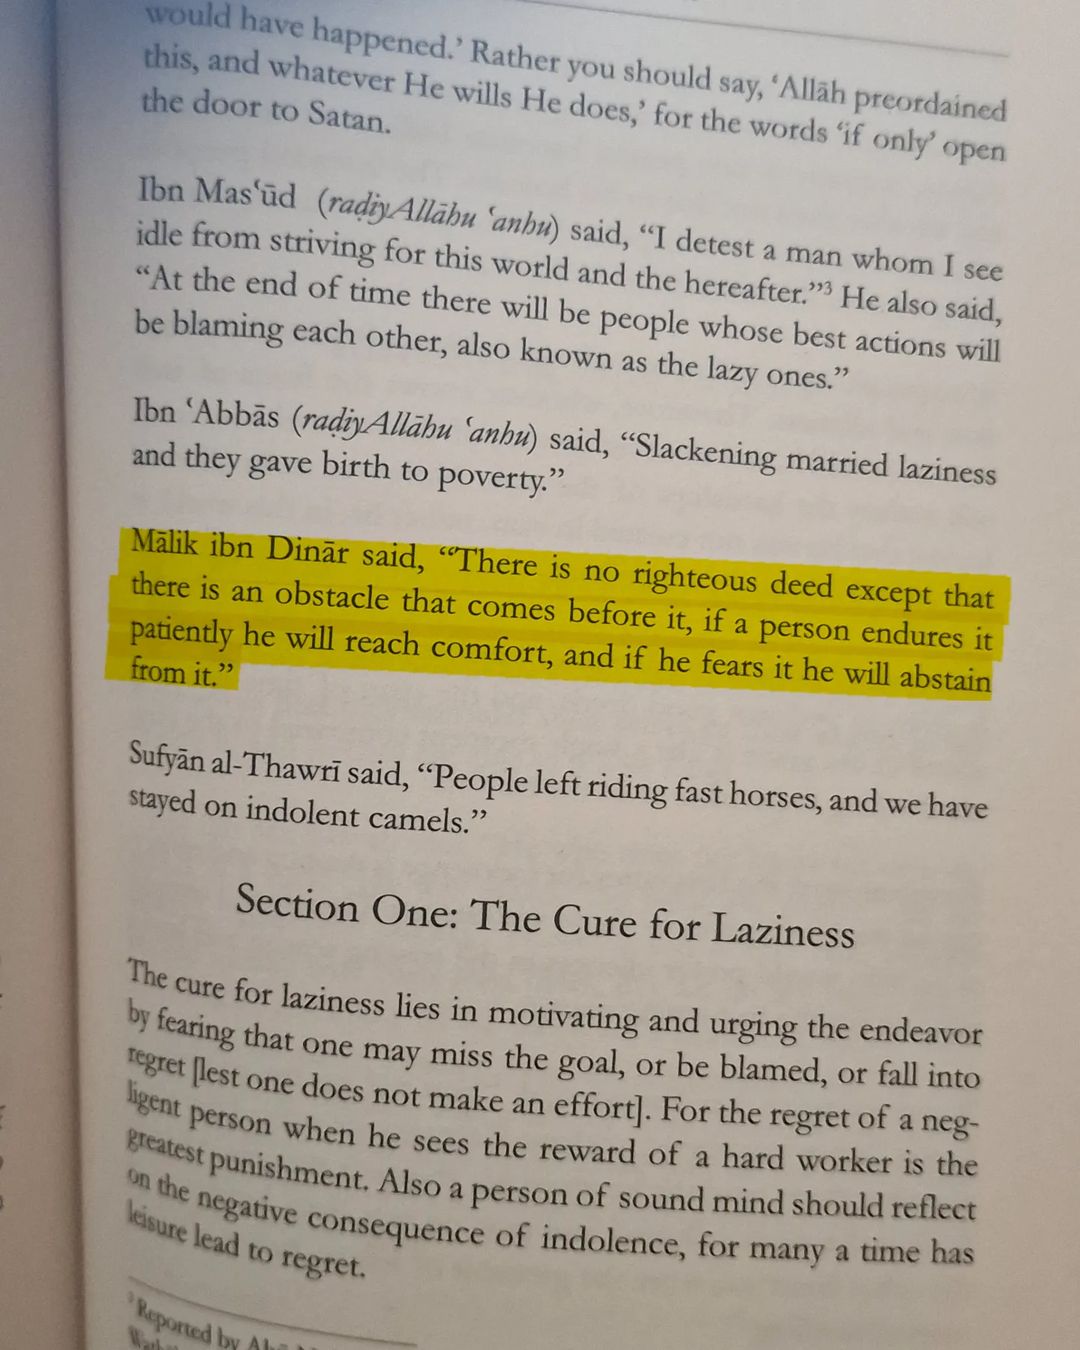 would have happened.’ Rather you should say, ‘Allāh preordained
this, and whatever He wills He does,’ for the words ‘if only’ open
the door to Satan.
Ibn Mas‘ūd (raḍiyAllāhu ‘anhu) said, “I detest a man whom I see
idle from striving for this world and the hereafter.”³ He also said,
“At the end of time there will be people whose best actions will
be blaming each other, also known as the lazy ones.”
Ibn ‘Abbās (raḍiyAllāhu ‘anhu) said, “Slackening married laziness
and they gave birth to poverty.”
Mālik ibn Dinār said, “There is no righteous deed except that
there is an obstacle that comes before it, if a person endures it
patiently he will reach comfort, and if he fears it he will abstain
from it.”
Sufyān al-Thawrī said, “People left riding fast horses, and we have
stayed on indolent camels.”
Section One: The Cure for Laziness
The cure for laziness lies in motivating and urging the endeavor
by fearing that one may miss the goal, or be blamed, or fall into
regret [lest one does not make an effort]. For the regret of a neg-
ligent person when he sees the reward of a hard worker is the
greatest punishment. Also a person of sound mind should reflect
on the negative consequence of indolence, for many a time has
leisure lead to regret.
³ Reported by